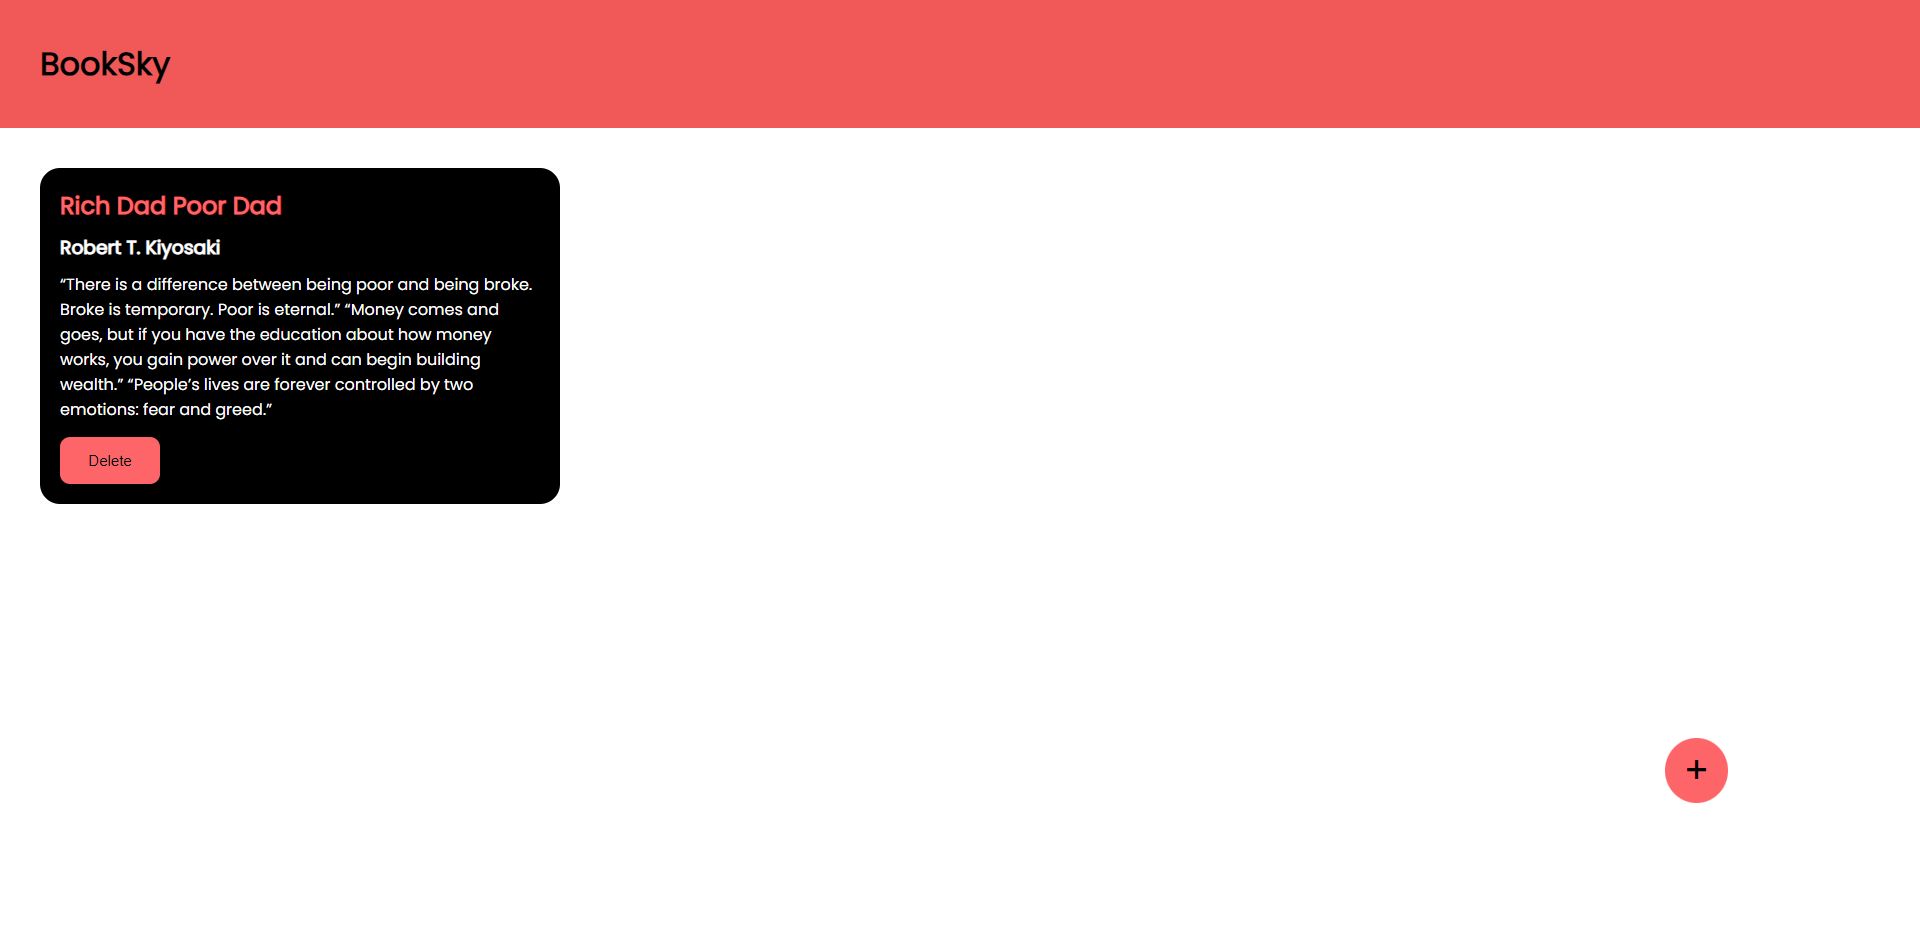 BookSky
Rich Dad Poor Dad
Robert T. Kiyosaki
“There is a difference between being poor and being broke.
Broke is temporary. Poor is eternal.” “Money comes and
goes, but if you have the education about how money
works, you gain power over it and can begin building
wealth.” “People’s lives are forever controlled by two
emotions: fear and greed.”
Delete
+